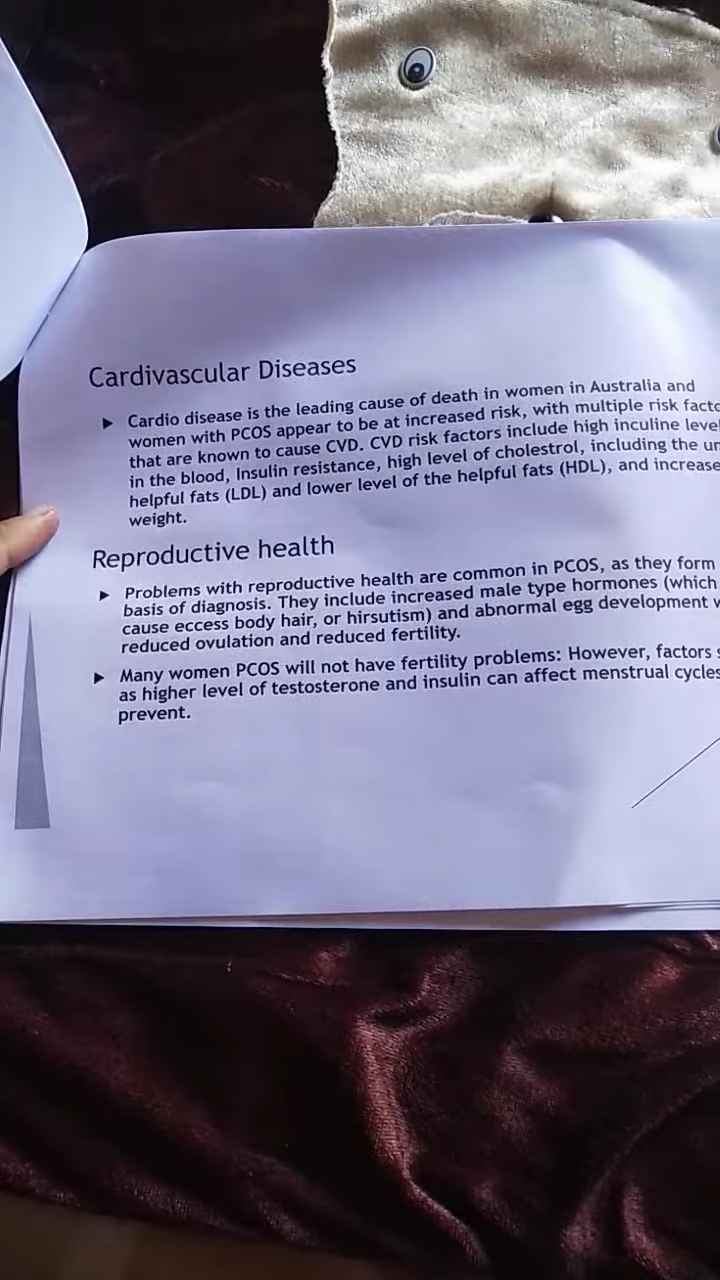 Cardivascular Diseases
Cardio disease is the leading cause of death in women in Australia and
women with PCOS appear to be at increased risk, with multiple risk
that are known to cause CVD. CVD risk factors include high inculine
in the blood, Insulin resistance, high level of cholestrol, including the
helpful fats (LDL) and lower level of the helpful fats (HDL), and
weight.
Reproductive health
Problems with reproductive health are common in PCOS, as they form
basis of diagnosis. They include increased male type hormones (which
cause eccess body hair, or hirsutism) and abnormal egg development
reduced ovulation and reduced fertility.
Many women PCOS will not have fertility problems: However, factors
as higher level of testosterone and insulin can affect menstrual cycles
prevent.